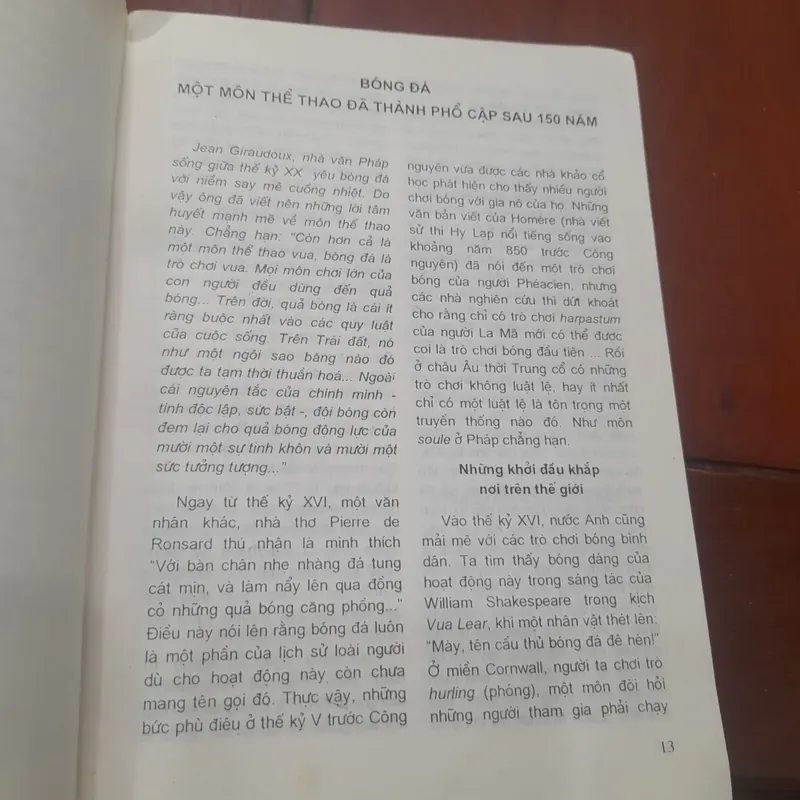 BÓNG ĐÁ
MỘT MÔN THỂ THAO ĐÃ THÀNH PHỔ CẬP SAU 150 NĂM
Jean Giraudoux, nhà văn Pháp
sống giữa thế kỷ XX yêu bóng đá
với niềm say mê cuồng nhiệt. Do
vậy ông đã viết nên những lời tâm
huyết mạnh mẽ về môn thể thao
này. Chẳng hạn: "Còn hơn cả là
một môn thể thao vua, bóng đá là
trò chơi vua. Mọi môn chơi lớn của
con người đều dùng đến quả
bóng... Trên đời, quả bóng là cái ít
ràng buộc nhất vào các quy luật
của cuộc sống. Trên Trái đất, nó
như một ngôi sao băng nào đó
được ta tạm thời thuần hoá... Ngoài
cái nguyên tắc của chính mình -
tính độc lập, sức bật -, đội bóng còn
đem lại cho quả bóng động lực của
mười một sự tinh khôn và mười một
sức tưởng tượng..."
Ngay từ thế kỷ XVI, một văn
nhân khác, nhà thơ Pierre de
Ronsard thú nhận là mình thích
"Với bàn chân nhẹ nhàng đá tung
cát mịn, và làm nẩy lên qua đồng
cỏ những quả bóng căng phồng..."
Điều này nói lên rằng bóng đá luôn
là một phần của lịch sử loài người
dù cho hoạt động này còn chưa
mang tên gọi đó. Thực vậy, những
bức phù điêu ở thế kỷ V trước Công
nguyên vừa được các nhà khảo cổ
học phát hiện cho thấy nhiều người
chơi bóng với gia nô của họ. Những
văn bản viết của Homère (nhà viết
sử thi Hy Lạp nổi tiếng sống vào
khoảng năm 850 trước Công
nguyên) đã nói đến một trò chơi
bóng của người Phéacien, nhưng
các nhà nghiên cứu thì dứt khoát
cho rằng chỉ có trò chơi harpastum
của người La Mã mới có thể được
coi là trò chơi bóng đầu tiên ... Rồi
ở châu Âu thời Trung cổ có những
trò chơi không luật lệ, hay ít nhất
chỉ có một luật lệ là tôn trọng một
truyền thống nào đó. Như môn
soule ở Pháp chẳng hạn.
Những khởi đầu khắp
nơi trên thế giới
Vào thế kỷ XVI, nước Anh cũng
mải mê với các trò chơi bóng bình
dân. Ta tìm thấy bóng dáng của
hoạt động này trong sáng tác của
William Shakespeare trong kịch
Vua Lear, khi một nhân vật thét lên:
"Mày, tên cầu thủ bóng đá đê hèn!"
Ở miền Cornwall, người ta chơi trò
hurling (phóng), một môn đòi hỏi
những người tham gia phải chạy
13